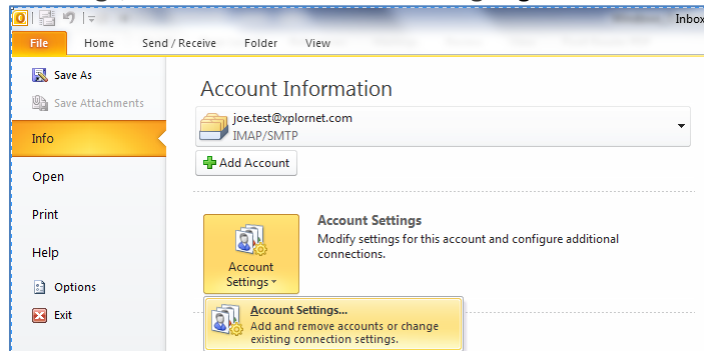 Inbox
File Home Send / Receive Folder View
Save As
Save Attachments
Info
Open
Print
Help
Options
Exit
Account Information
joe.test@xplornet.com
IMAP/SMTP
Add Account
Account Settings
Modify settings for this account and configure additional
connections.
Account
Settings
Account Settings...
Add and remove accounts or change
existing connection settings.